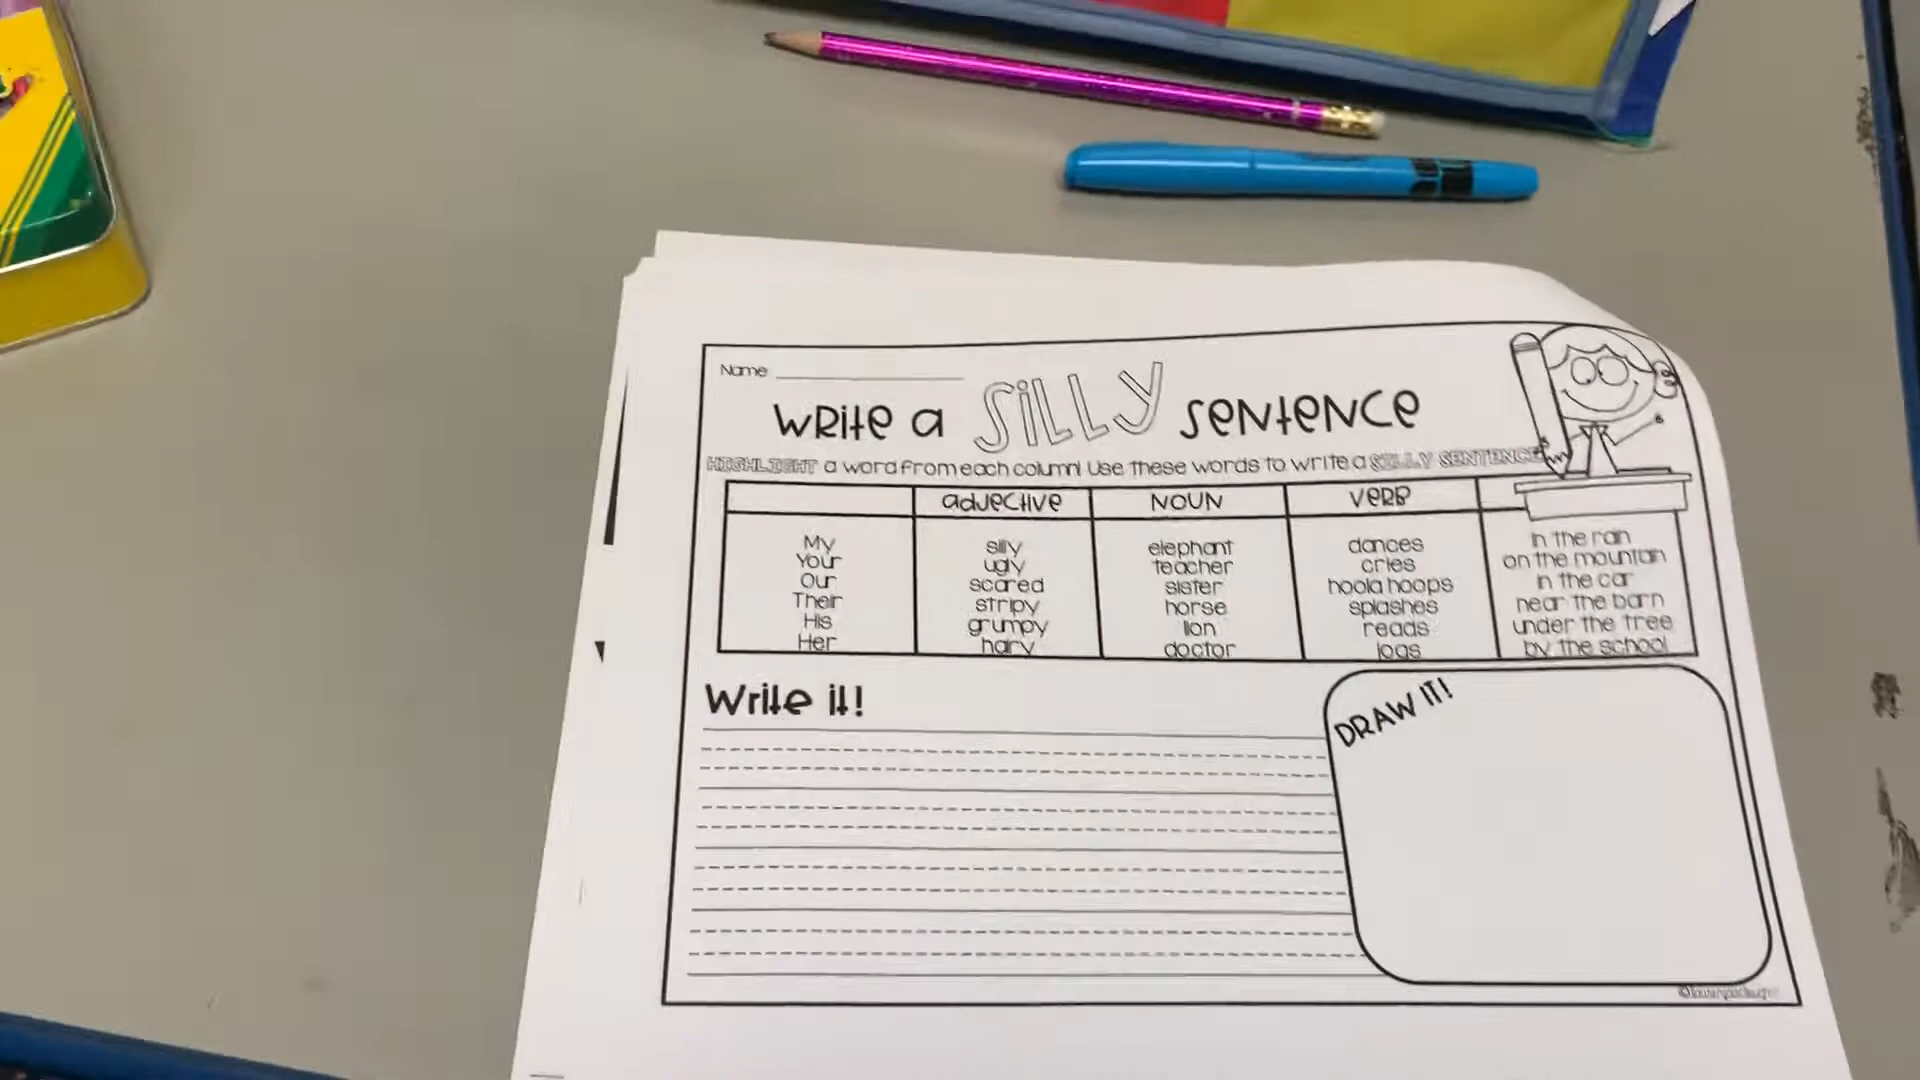 Name
Write a SILLY sentence
HIGHLIGHT a word from each column! Use these words to write a SILLY SENTENCE
adjective NOUN VERB
My silly elephant dances in the rain
Your ugly teacher cries on the mountain
Our scared sister hoola hoops in the car
Their stripy horse splashes near the barn
His grumpy lion reads under the tree
Her hairy doctor jogs by the school
Write it!
DRAW IT!